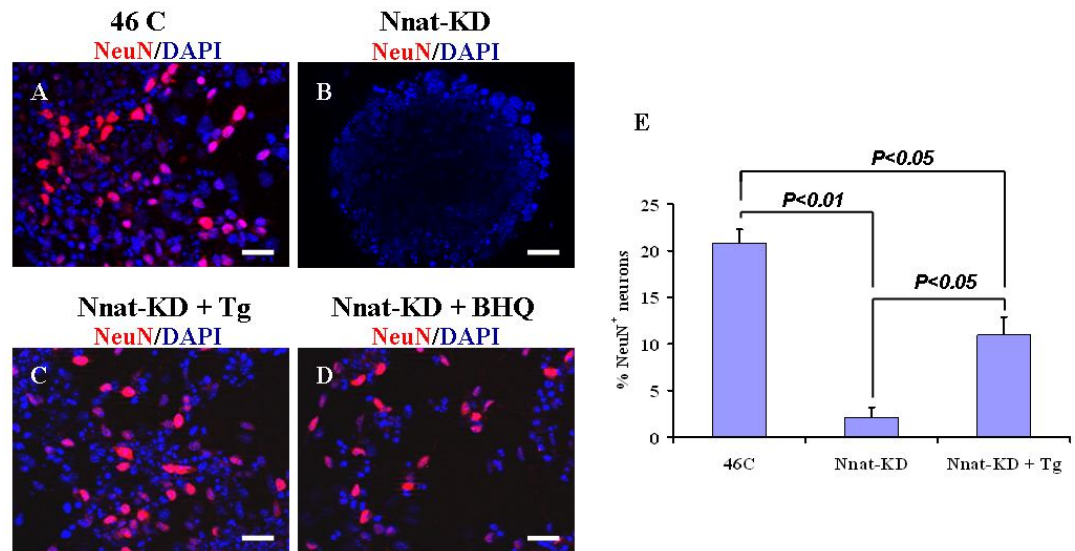 46 C
NeuN/DAPI
A
Nnat-KD
NeuN/DAPI
B
Nnat-KD + Tg
NeuN/DAPI
C
Nnat-KD + BHQ
NeuN/DAPI
D
E
P<0.05
P<0.01
P<0.05
% NeuN+ neurons
25
20
15
10
5
0
46C
Nnat-KD
Nnat-KD + Tg